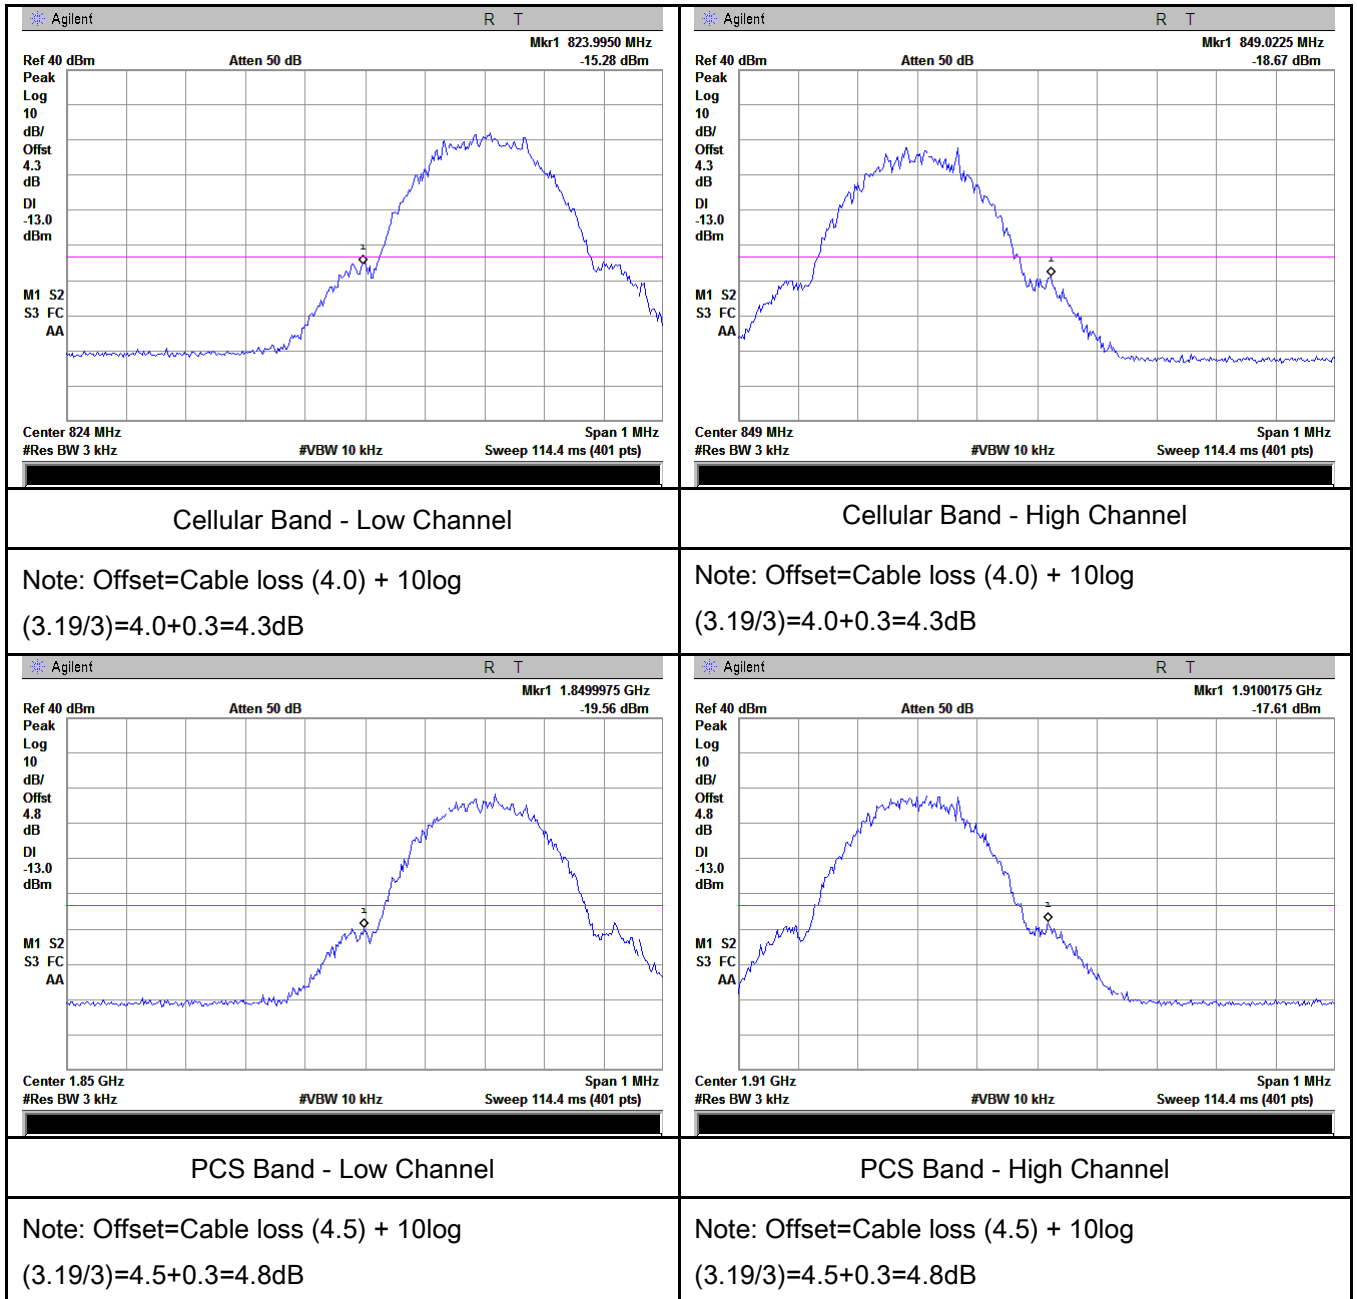 Agilent R T
Mkr1 823.9950 MHz
Ref 40 dBm Atten 50 dB -15.28 dBm
Peak
Log
10
dB/
Offst
4.3
dB
DI
-13.0
dBm
1
M1 S2
S3 FC
AA
Center 824 MHz Span 1 MHz
#Res BW 3 kHz #VBW 10 kHz Sweep 114.4 ms (401 pts)
Agilent R T
Mkr1 849.0225 MHz
Ref 40 dBm Atten 50 dB -18.67 dBm
Peak
Log
10
dB/
Offst
4.3
dB
DI
-13.0
dBm
1
M1 S2
S3 FC
AA
Center 849 MHz Span 1 MHz
#Res BW 3 kHz #VBW 10 kHz Sweep 114.4 ms (401 pts)
Cellular Band - Low Channel
Cellular Band - High Channel
Note: Offset=Cable loss (4.0) + 10log
(3.19/3)=4.0+0.3=4.3dB
Note: Offset=Cable loss (4.0) + 10log
(3.19/3)=4.0+0.3=4.3dB
Agilent R T
Mkr1 1.8499975 GHz
Ref 40 dBm Atten 50 dB -19.56 dBm
Peak
Log
10
dB/
Offst
4.8
dB
DI
-13.0
dBm
1
M1 S2
S3 FC
AA
Center 1.85 GHz Span 1 MHz
#Res BW 3 kHz #VBW 10 kHz Sweep 114.4 ms (401 pts)
Agilent R T
Mkr1 1.9100175 GHz
Ref 40 dBm Atten 50 dB -17.61 dBm
Peak
Log
10
dB/
Offst
4.8
dB
DI
-13.0
dBm
1
M1 S2
S3 FC
AA
Center 1.91 GHz Span 1 MHz
#Res BW 3 kHz #VBW 10 kHz Sweep 114.4 ms (401 pts)
PCS Band - Low Channel
PCS Band - High Channel
Note: Offset=Cable loss (4.5) + 10log
(3.19/3)=4.5+0.3=4.8dB
Note: Offset=Cable loss (4.5) + 10log
(3.19/3)=4.5+0.3=4.8dB